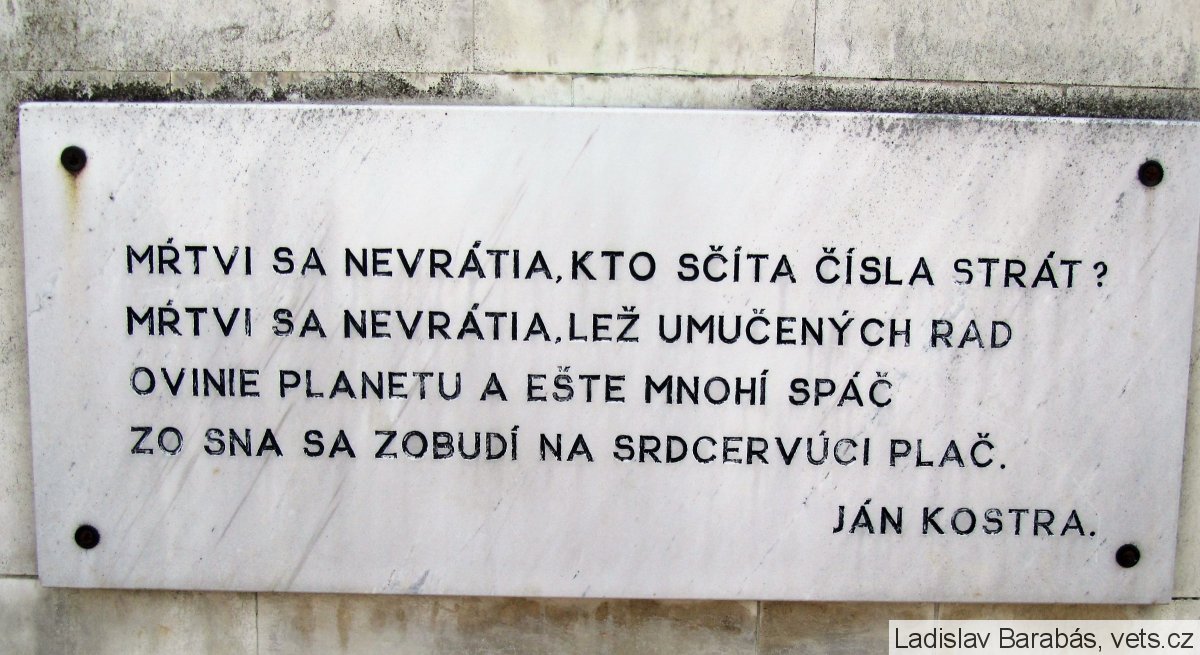 MŔTVI SA NEVRÁTIA, KTO SČÍTA ČÍSLA STRÁT?
MŔTVI SA NEVRÁTIA, LEŽ UMUČENÝCH RAD
OVINIE PLANETU A EŠTE MNOHÍ SPÁČ
ZO SNA SA ZOBUDÍ NA SRDCERVÚCI PLAČ.
JÁN KOSTRA.
Ladislav Barabás, vets.cz